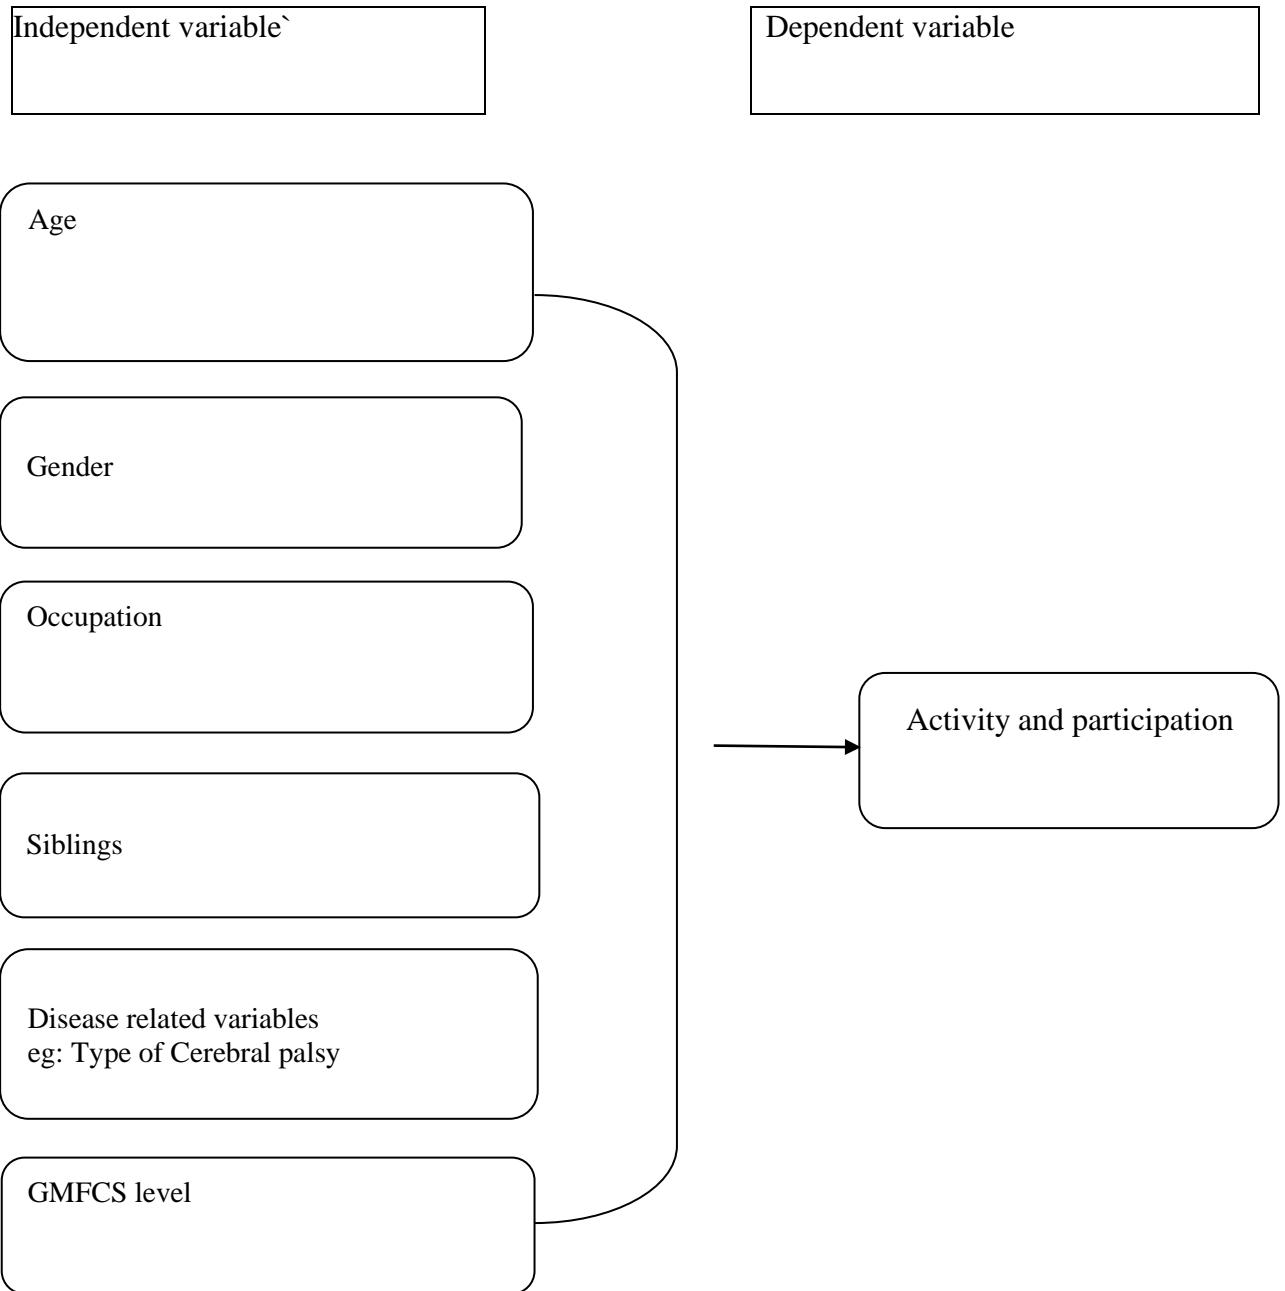 Independent variable`
Dependent variable
Age
Gender
Occupation
Activity and participation
Siblings
Disease related variables
eg: Type of Cerebral palsy
GMFCS level